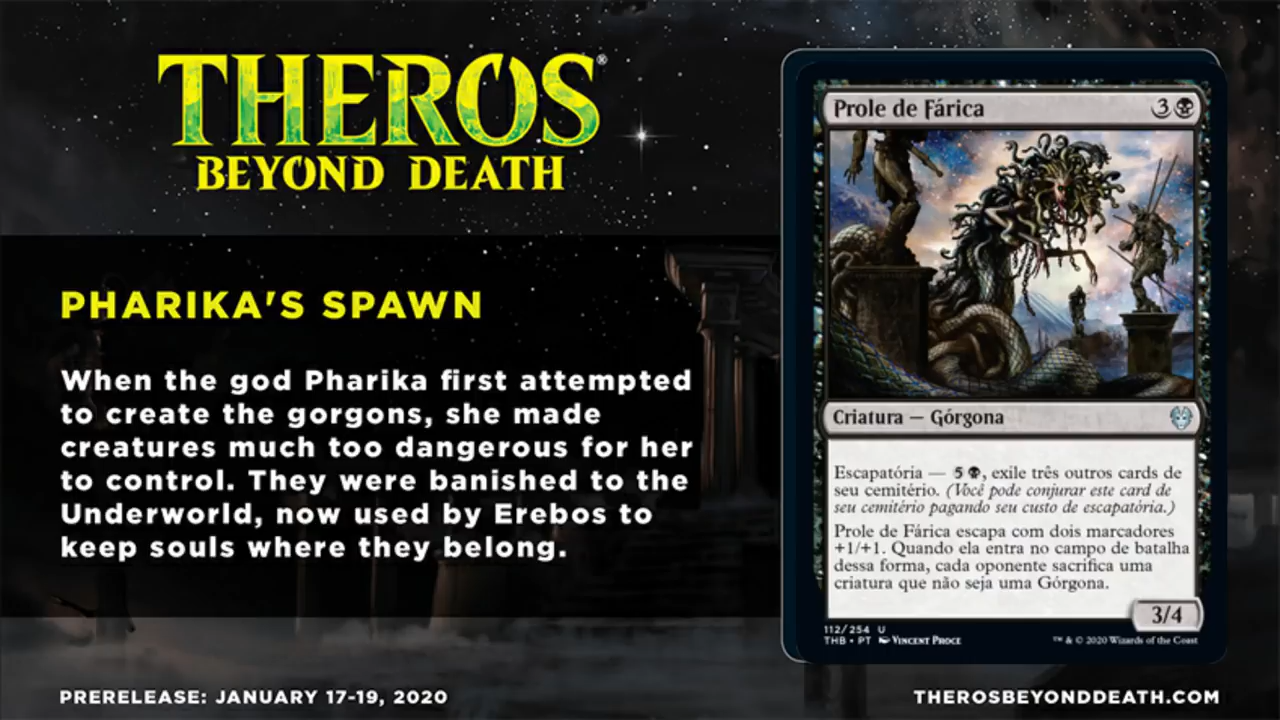 THEROS®
BEYOND DEATH
PHARIKA'S SPAWN
When the god Pharika first attempted
to create the gorgons, she made
creatures much too dangerous for her
to control. They were banished to the
Underworld, now used by Erebos to
keep souls where they belong.
PRERELEASE: JANUARY 17-19, 2020
Prole de Fárica 3
Criatura — Górgona
Escapatória — 5, exile três outros cards de
seu cemitério. (Você pode conjurar este card de
seu cemitério pagando seu custo de escapatória.)
Prole de Fárica escapa com dois marcadores
+1/+1. Quando ela entra no campo de batalha
dessa forma, cada oponente sacrifica uma
criatura que não seja uma Górgona.
3/4
112/254 U
THB • PT VINCENT PROCE
™ & © 2020 Wizards of the Coast
THEROSBEYONDDEATH.COM